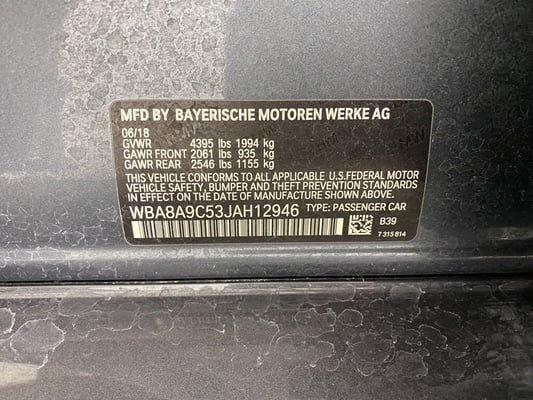 MFD BY BAYERISCHE MOTOREN WERKE AG
06/18
GVWR 4395 lbs 1994 kg
GAWR FRONT 2061 lbs 935 kg
GAWR REAR 2546 lbs 1155 kg
THIS VEHICLE CONFORMS TO ALL APPLICABLE U.S.FEDERAL MOTOR
VEHICLE SAFETY, BUMPER AND THEFT PREVENTION STANDARDS IN
EFFECT ON THE DATE OF MANUFACTURE SHOWN ABOVE.
WBA8A9C53JAH12946 TYPE: PASSENGER CAR
B39
7 315 814